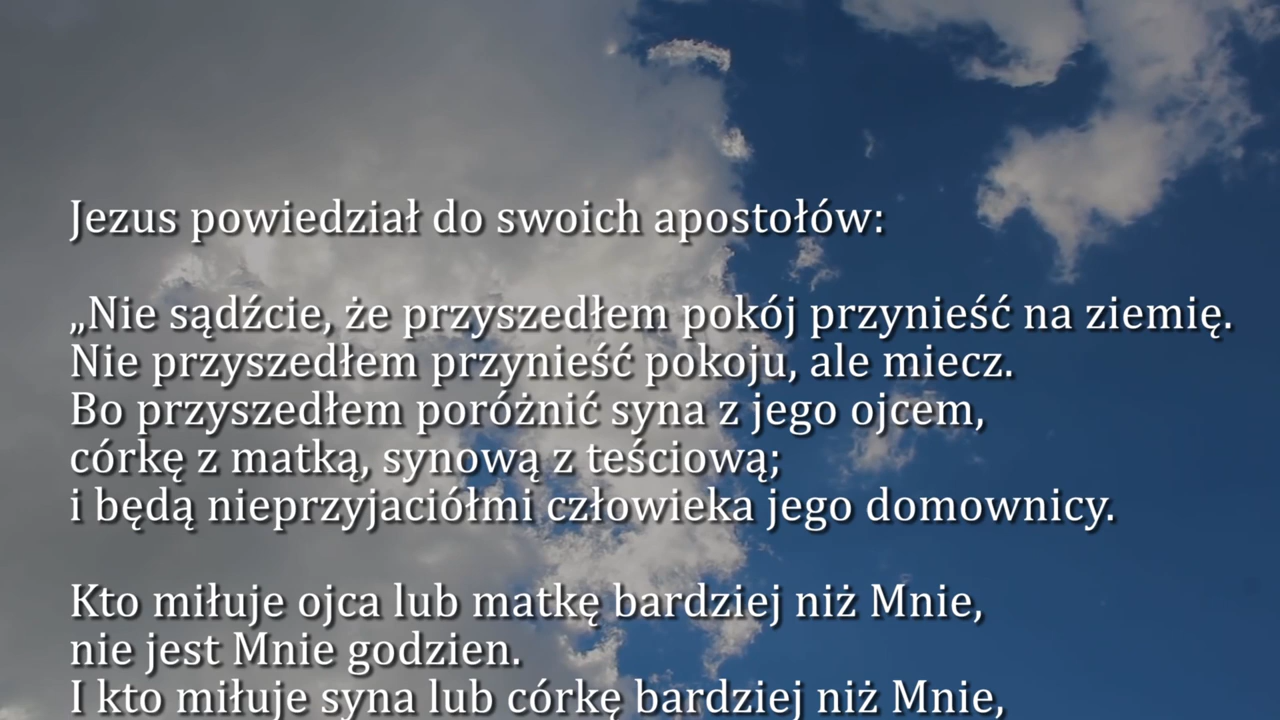 Jezus powiedział do swoich apostołów:
„Nie sądźcie, że przyszedłem pokój przynieść na ziemię.
Nie przyszedłem przynieść pokoju, ale miecz.
Bo przyszedłem poróżnić syna z jego ojcem,
córkę z matką, synową z teściową;
i będą nieprzyjaciółmi człowieka jego domownicy.
Kto miłuje ojca lub matkę bardziej niż Mnie,
nie jest Mnie godzien.
I kto miłuje syna lub córkę bardziej niż Mnie,